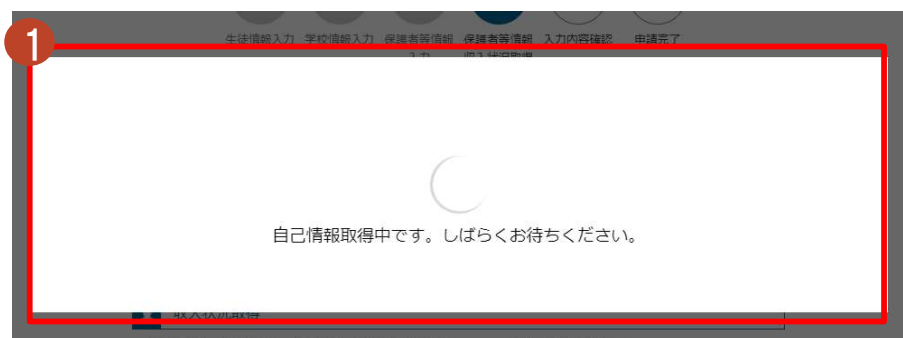 1
生徒情報入力 学校情報入力 保護者等情報 保護者等情報 入力内容確認 申請完了
入力 収入状況取得
自己情報取得中です。しばらくお待ちください。
収入状況取得